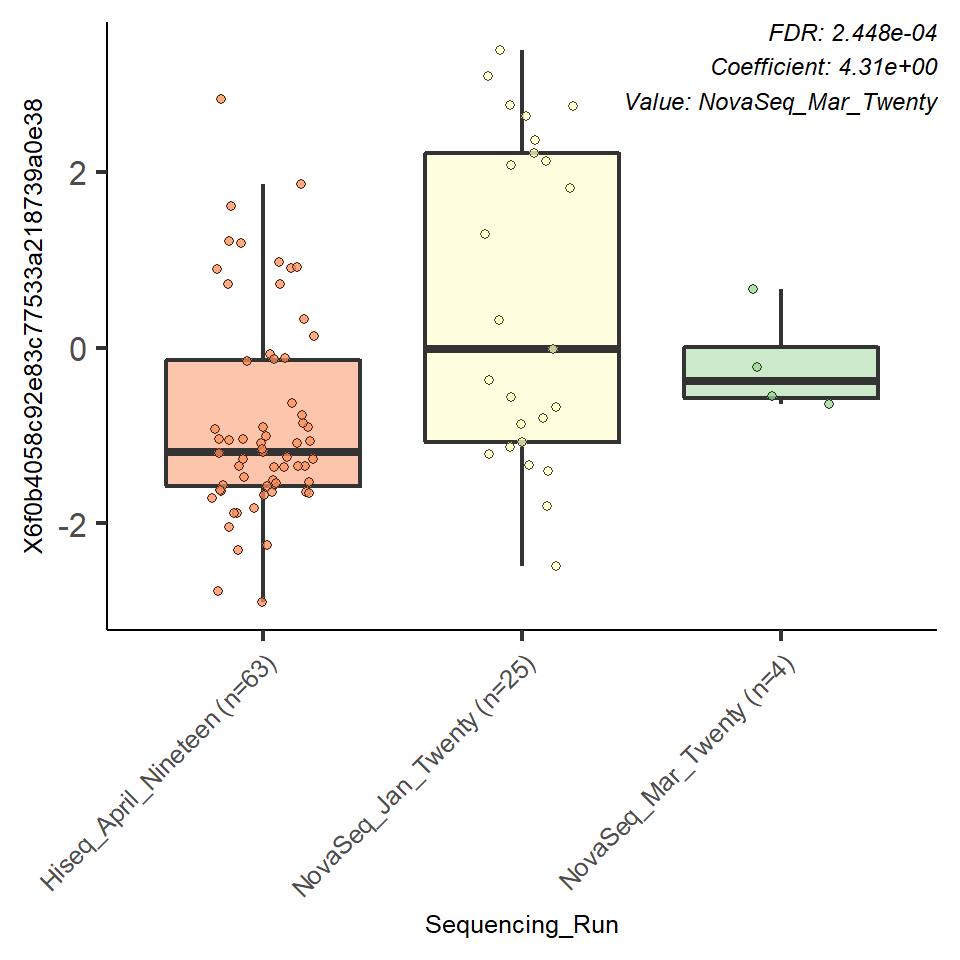 FDR: 2.448e-04
Coefficient: 4.31e+00
Value: NovaSeq_Mar_Twenty
X6f0b4058c92e83c77533a218739a0e38
2
0
-2
Hiseq_April_Nineteen (n=63)
NovaSeq_Jan_Twenty (n=25)
NovaSeq_Mar_Twenty (n=4)
Sequencing_Run